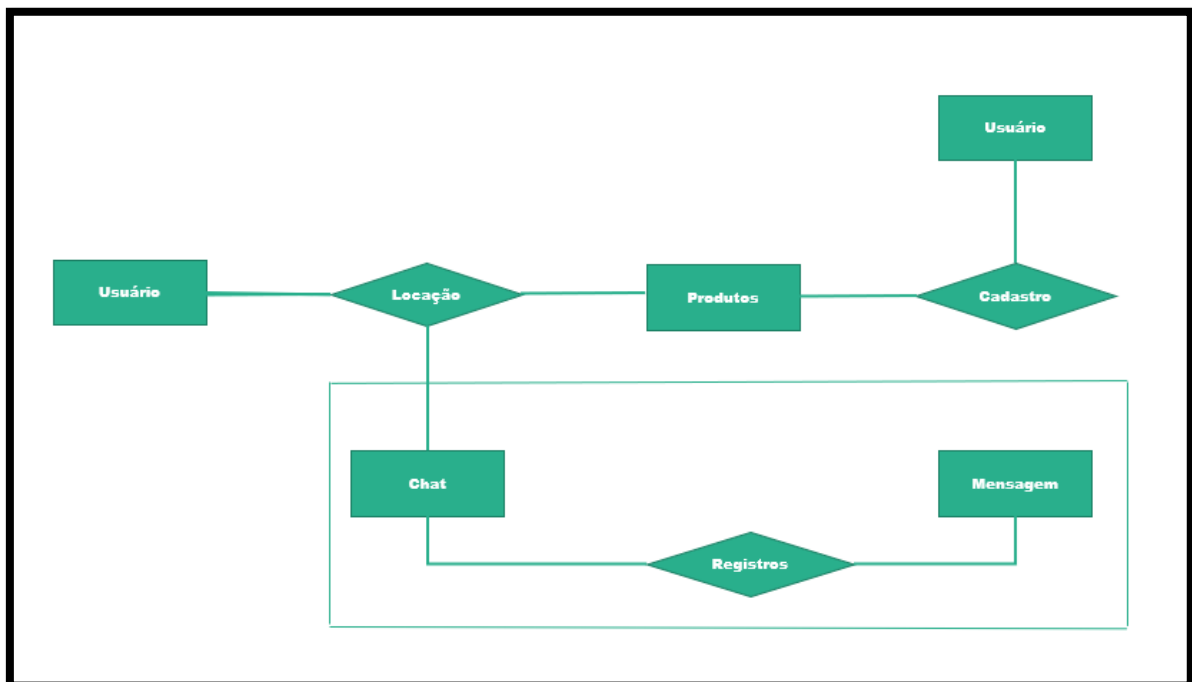 Usuário
Usuário
Locação
Produtos
Cadastro
Chat
Mensagem
Registros